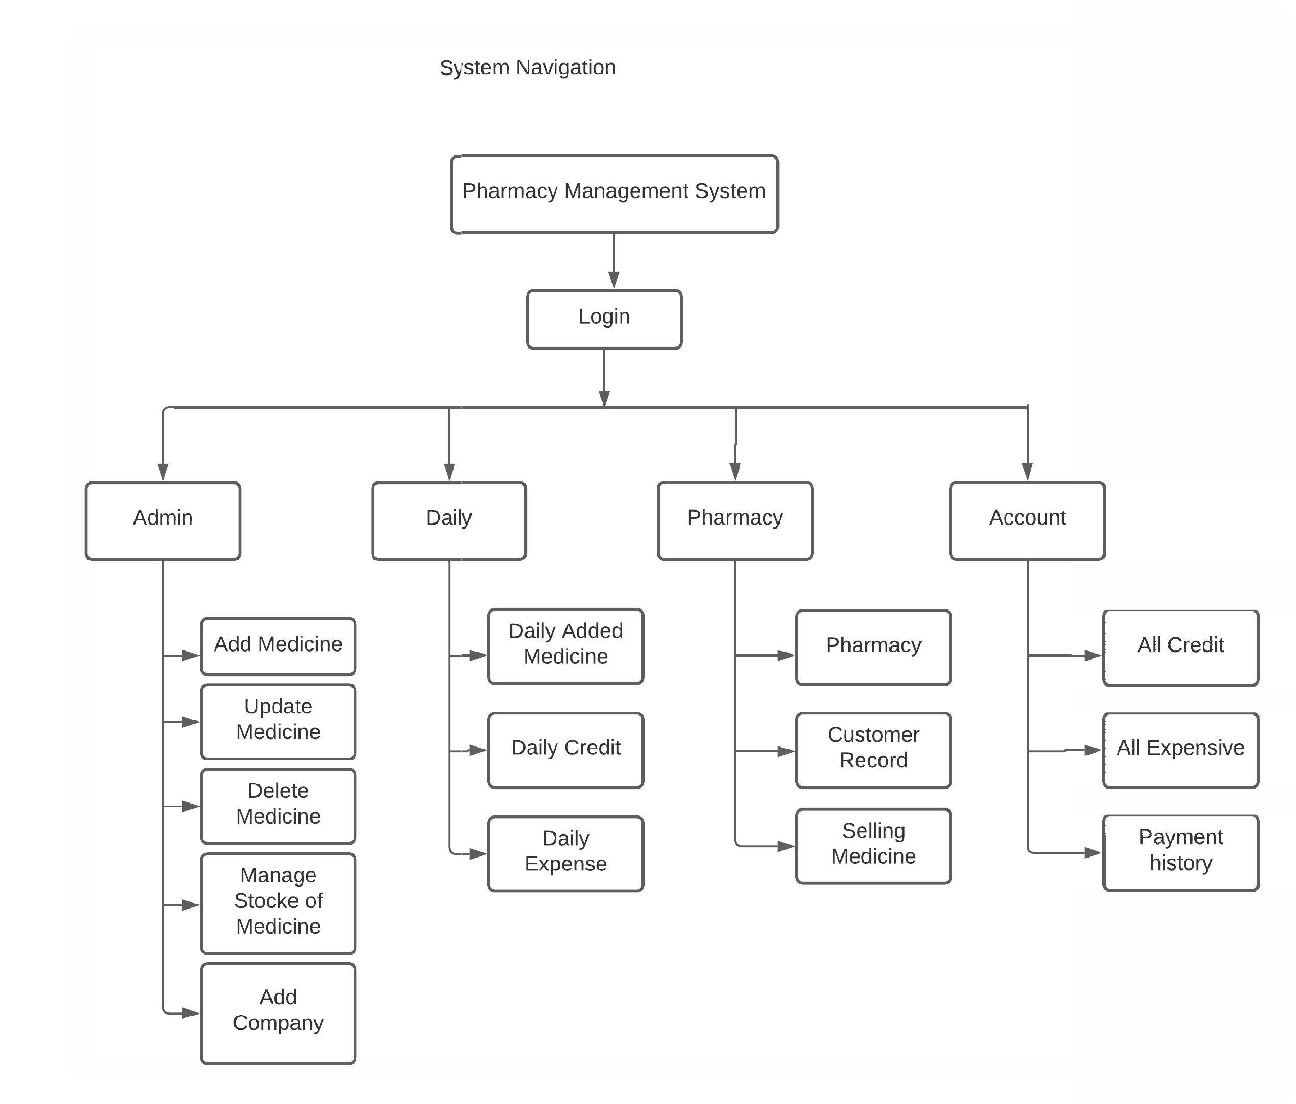 System Navigation
Pharmacy Management System
Login
Admin
Daily
Pharmacy
Account
Add Medicine
Update
Medicine
Delete
Medicine
Manage
Stocke of
Medicine
Add
Company
Daily Added
Medicine
Daily Credit
Daily
Expense
Pharmacy
Customer
Record
Selling
Medicine
All Credit
All Expensive
Payment
history